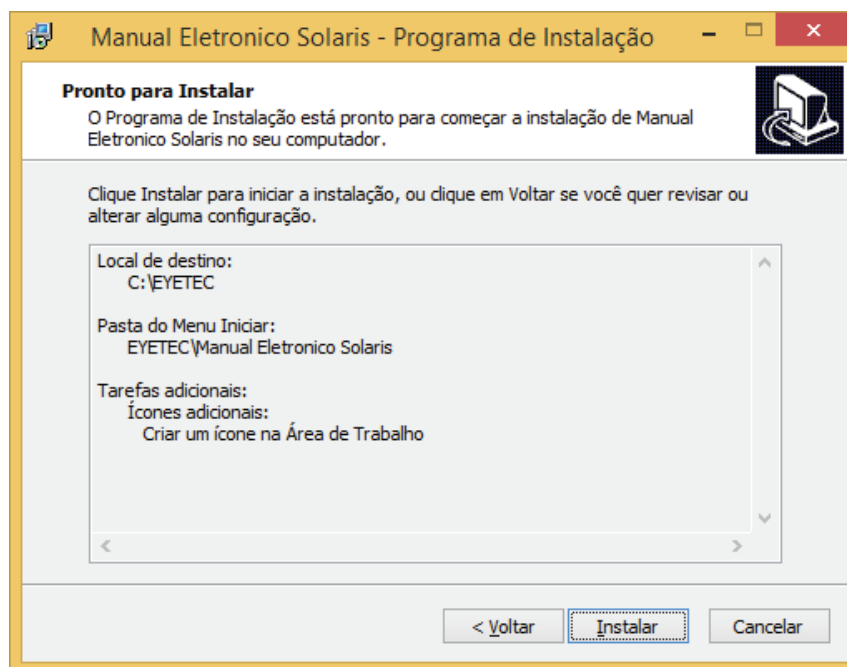 Manual Eletronico Solaris - Programa de Instalação
Pronto para Instalar
O Programa de Instalação está pronto para começar a instalação de Manual
Eletronico Solaris no seu computador.
Clique Instalar para iniciar a instalação, ou clique em Voltar se você quer revisar ou
alterar alguma configuração.
Local de destino:
C:\EYETEC
Pasta do Menu Iniciar:
EYETEC\Manual Eletronico Solaris
Tarefas adicionais:
Ícones adicionais:
Criar um ícone na Área de Trabalho
< Voltar
Instalar
Cancelar